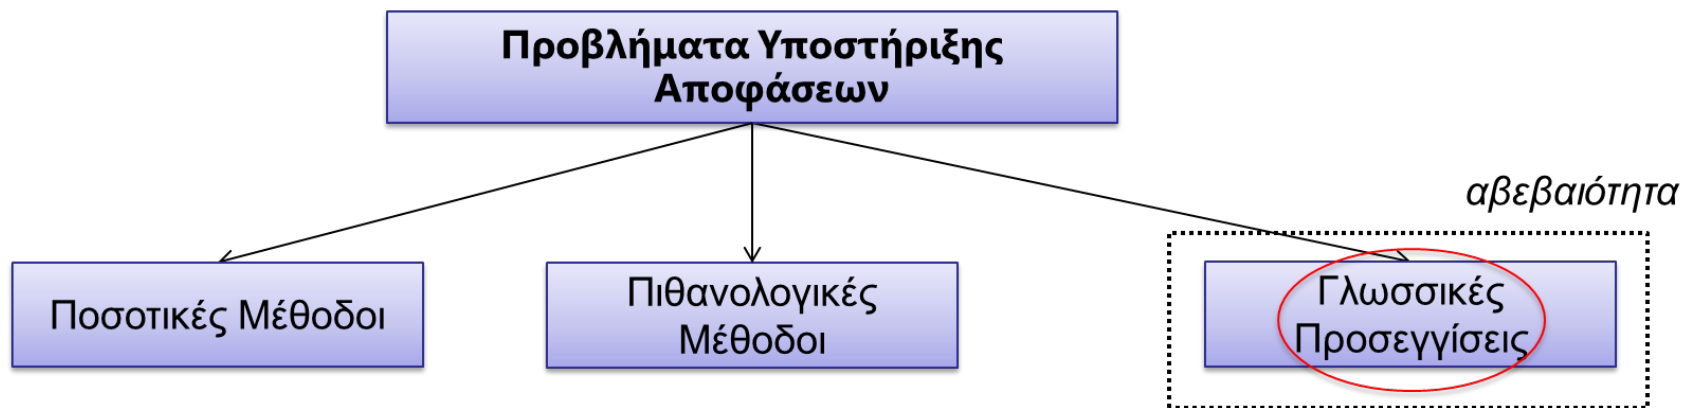 Προβλήματα Υποστήριξης
Αποφάσεων
αβεβαιότητα
Ποσοτικές Μέθοδοι
Πιθανολογικές
Μέθοδοι
Γλωσσικές
Προσεγγίσεις